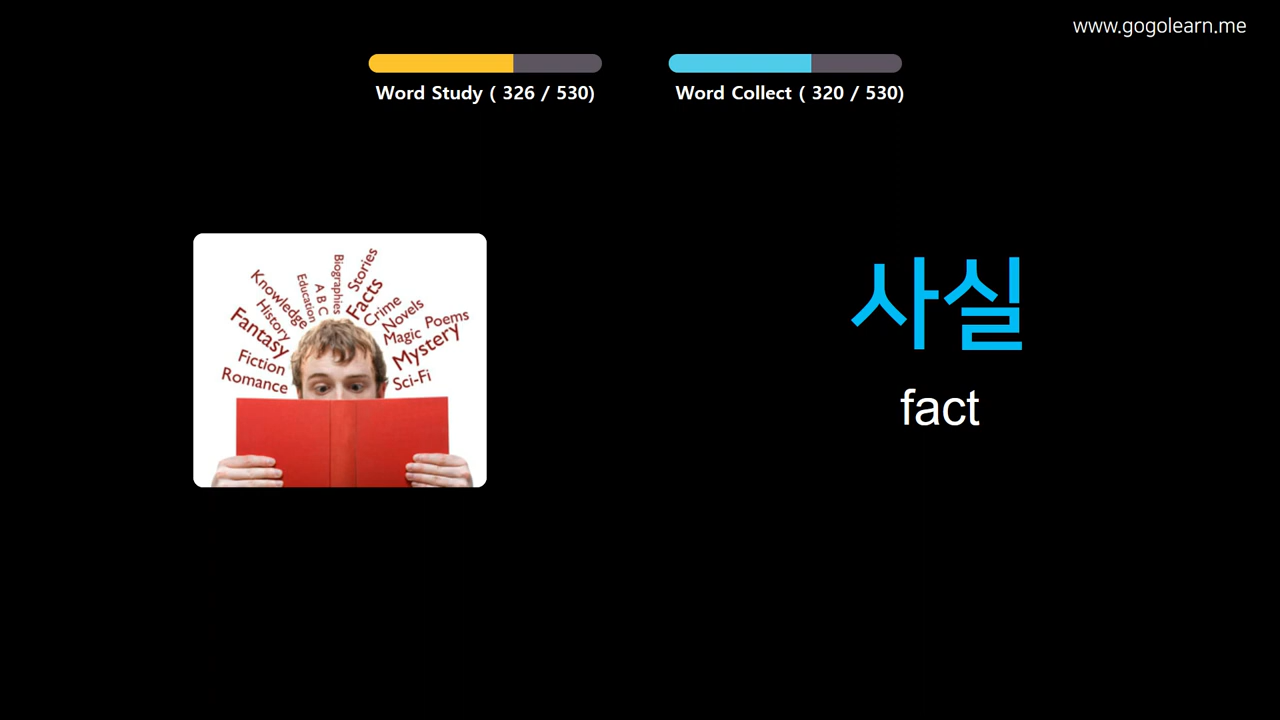 www.gogolearn.me
Word Study ( 326 / 530)
Word Collect ( 320 / 530)
Romance
Fiction
Fantasy
History
Knowledge
Education
A B C
Biographies
Stories
Facts
Crime
Novels
Magic
Poems
Mystery
Sci-Fi
사실
fact